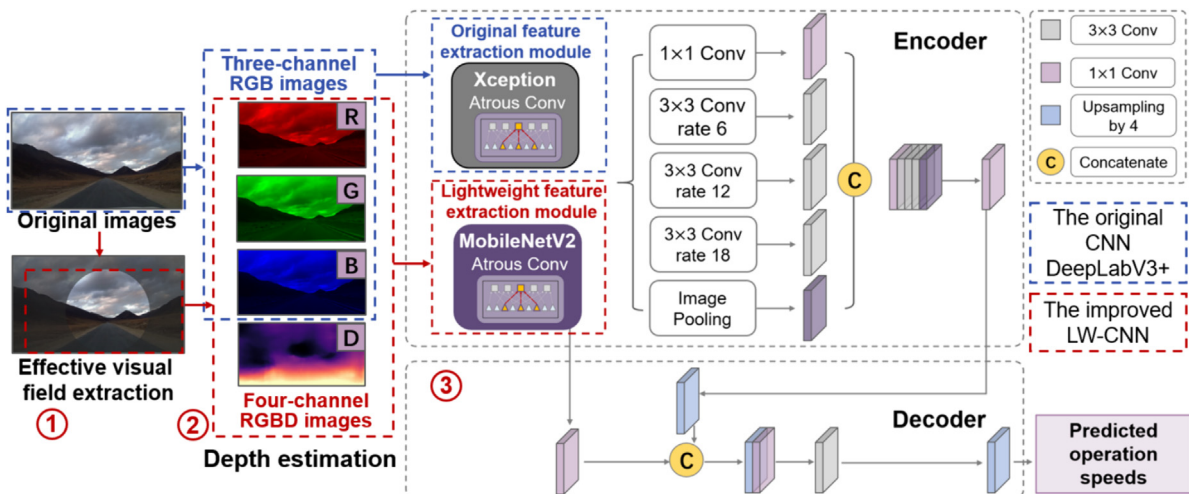 Original images
Effective visual
field extraction
①
②
Three-channel
RGB images
R
G
B
D
Four-channel
RGBD images
Depth estimation
Original feature
extraction module
Xception
Atrous Conv
Lightweight feature
extraction module
MobileNetV2
Atrous Conv
1×1 Conv
3×3 Conv
rate 6
3×3 Conv
rate 12
3×3 Conv
rate 18
Image
Pooling
Encoder
C
3×3 Conv
1×1 Conv
Upsampling
by 4
C
Concatenate
The original
CNN
DeepLabV3+
The improved
LW-CNN
③
Decoder
C
Predicted
operation
speeds